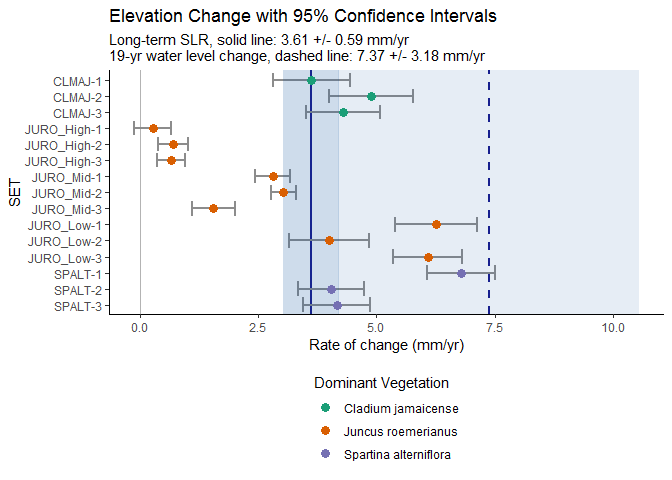 Elevation Change with 95% Confidence Intervals
Long-term SLR, solid line: 3.61 +/- 0.59 mm/yr
19-yr water level change, dashed line: 7.37 +/- 3.18 mm/yr
SET
CLMAJ-1
CLMAJ-2
CLMAJ-3
JURO_High-1
JURO_High-2
JURO_High-3
JURO_Mid-1
JURO_Mid-2
JURO_Mid-3
JURO_Low-1
JURO_Low-2
JURO_Low-3
SPALT-1
SPALT-2
SPALT-3
0.0 2.5 5.0 7.5 10.0
Rate of change (mm/yr)
Dominant Vegetation
Cladium jamaicense
Juncus roemerianus
Spartina alterniflora